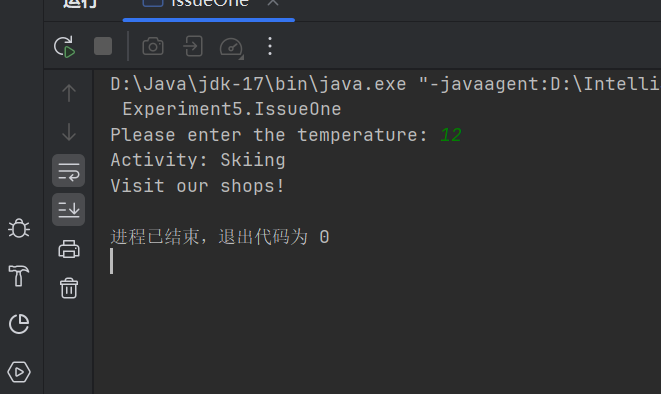 运行 IssueOne ×
D:\Java\jdk-17\bin\java.exe "-javaagent:D:\Intelli
Experiment5.IssueOne
Please enter the temperature: 12
Activity: Skiing
Visit our shops!
进程已结束，退出代码为 0